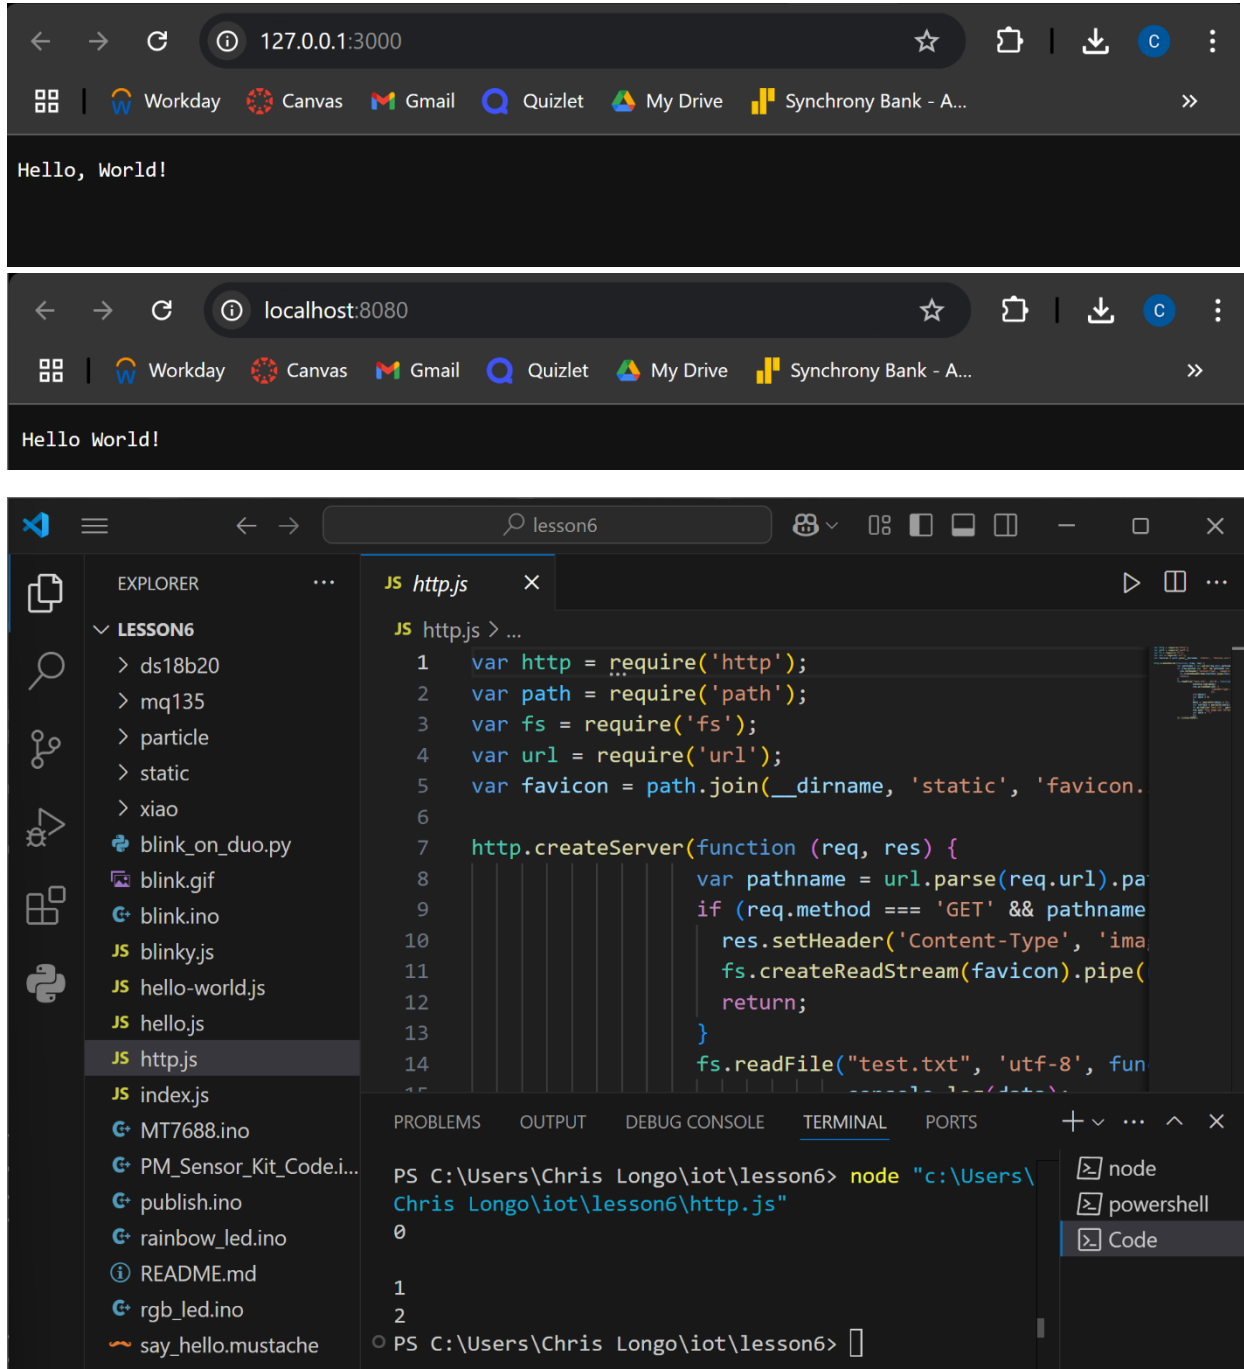 127.0.0.1:3000
C
Workday Canvas Gmail Quizlet My Drive Synchrony Bank - A...
Hello, World!
localhost:8080
C
Workday Canvas Gmail Quizlet My Drive Synchrony Bank - A...
Hello World!
lesson6
EXPLORER
LESSON6
ds18b20
mq135
particle
static
xiao
blink_on_duo.py
blink.gif
blink.ino
JS blinky.js
JS hello-world.js
JS hello.js
JS http.js
JS index.js
MT7688.ino
PM_Sensor_Kit_Code.i...
publish.ino
rainbow_led.ino
README.md
rgb_led.ino
say_hello.mustache
JS http.js
JS http.js > ...
1 var http = require('http');
2 var path = require('path');
3 var fs = require('fs');
4 var url = require('url');
5 var favicon = path.join(__dirname, 'static', 'favicon.
6
7 http.createServer(function (req, res) {
8 var pathname = url.parse(req.url).pa
9 if (req.method === 'GET' && pathname
10 res.setHeader('Content-Type', 'ima
11 fs.createReadStream(favicon).pipe(
12 return;
13 }
14 fs.readFile("test.txt", 'utf-8', fun
15 console.log(data);
PROBLEMS OUTPUT DEBUG CONSOLE TERMINAL PORTS
PS C:\Users\Chris Longo\iot\lesson6> node "c:\Users\
Chris Longo\iot\lesson6\http.js"
0
1
2
PS C:\Users\Chris Longo\iot\lesson6>
node
powershell
Code